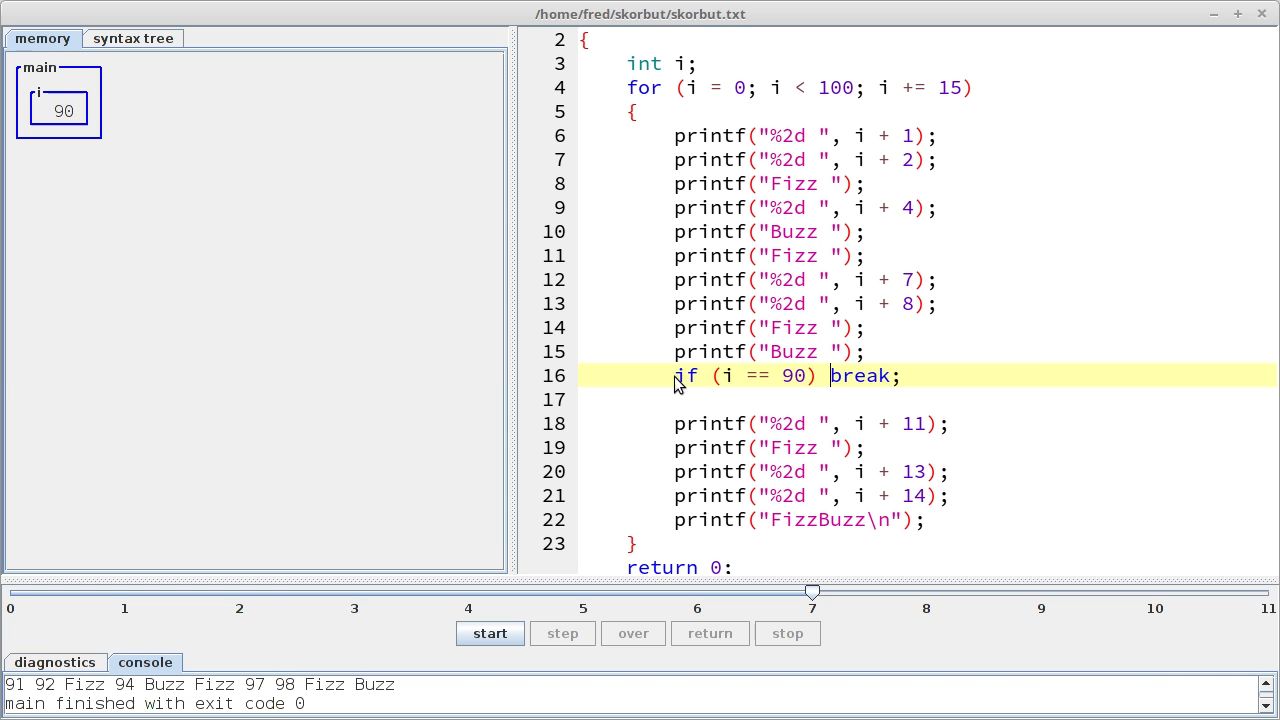 /home/fred/skorbut/skorbut.txt
memory syntax tree
main
i
90
2 {
3     int i;
4     for (i = 0; i < 100; i += 15)
5     {
6         printf("%2d ", i + 1);
7         printf("%2d ", i + 2);
8         printf("Fizz ");
9         printf("%2d ", i + 4);
10         printf("Buzz ");
11         printf("Fizz ");
12         printf("%2d ", i + 7);
13         printf("%2d ", i + 8);
14         printf("Fizz ");
15         printf("Buzz ");
16         if (i == 90) break;
17
18         printf("%2d ", i + 11);
19         printf("Fizz ");
20         printf("%2d ", i + 13);
21         printf("%2d ", i + 14);
22         printf("FizzBuzz\n");
23     }
    return 0;
0 1 2 3 4 5 6 7 8 9 10 11
start step over return stop
diagnostics console
91 92 Fizz 94 Buzz Fizz 97 98 Fizz Buzz
main finished with exit code 0